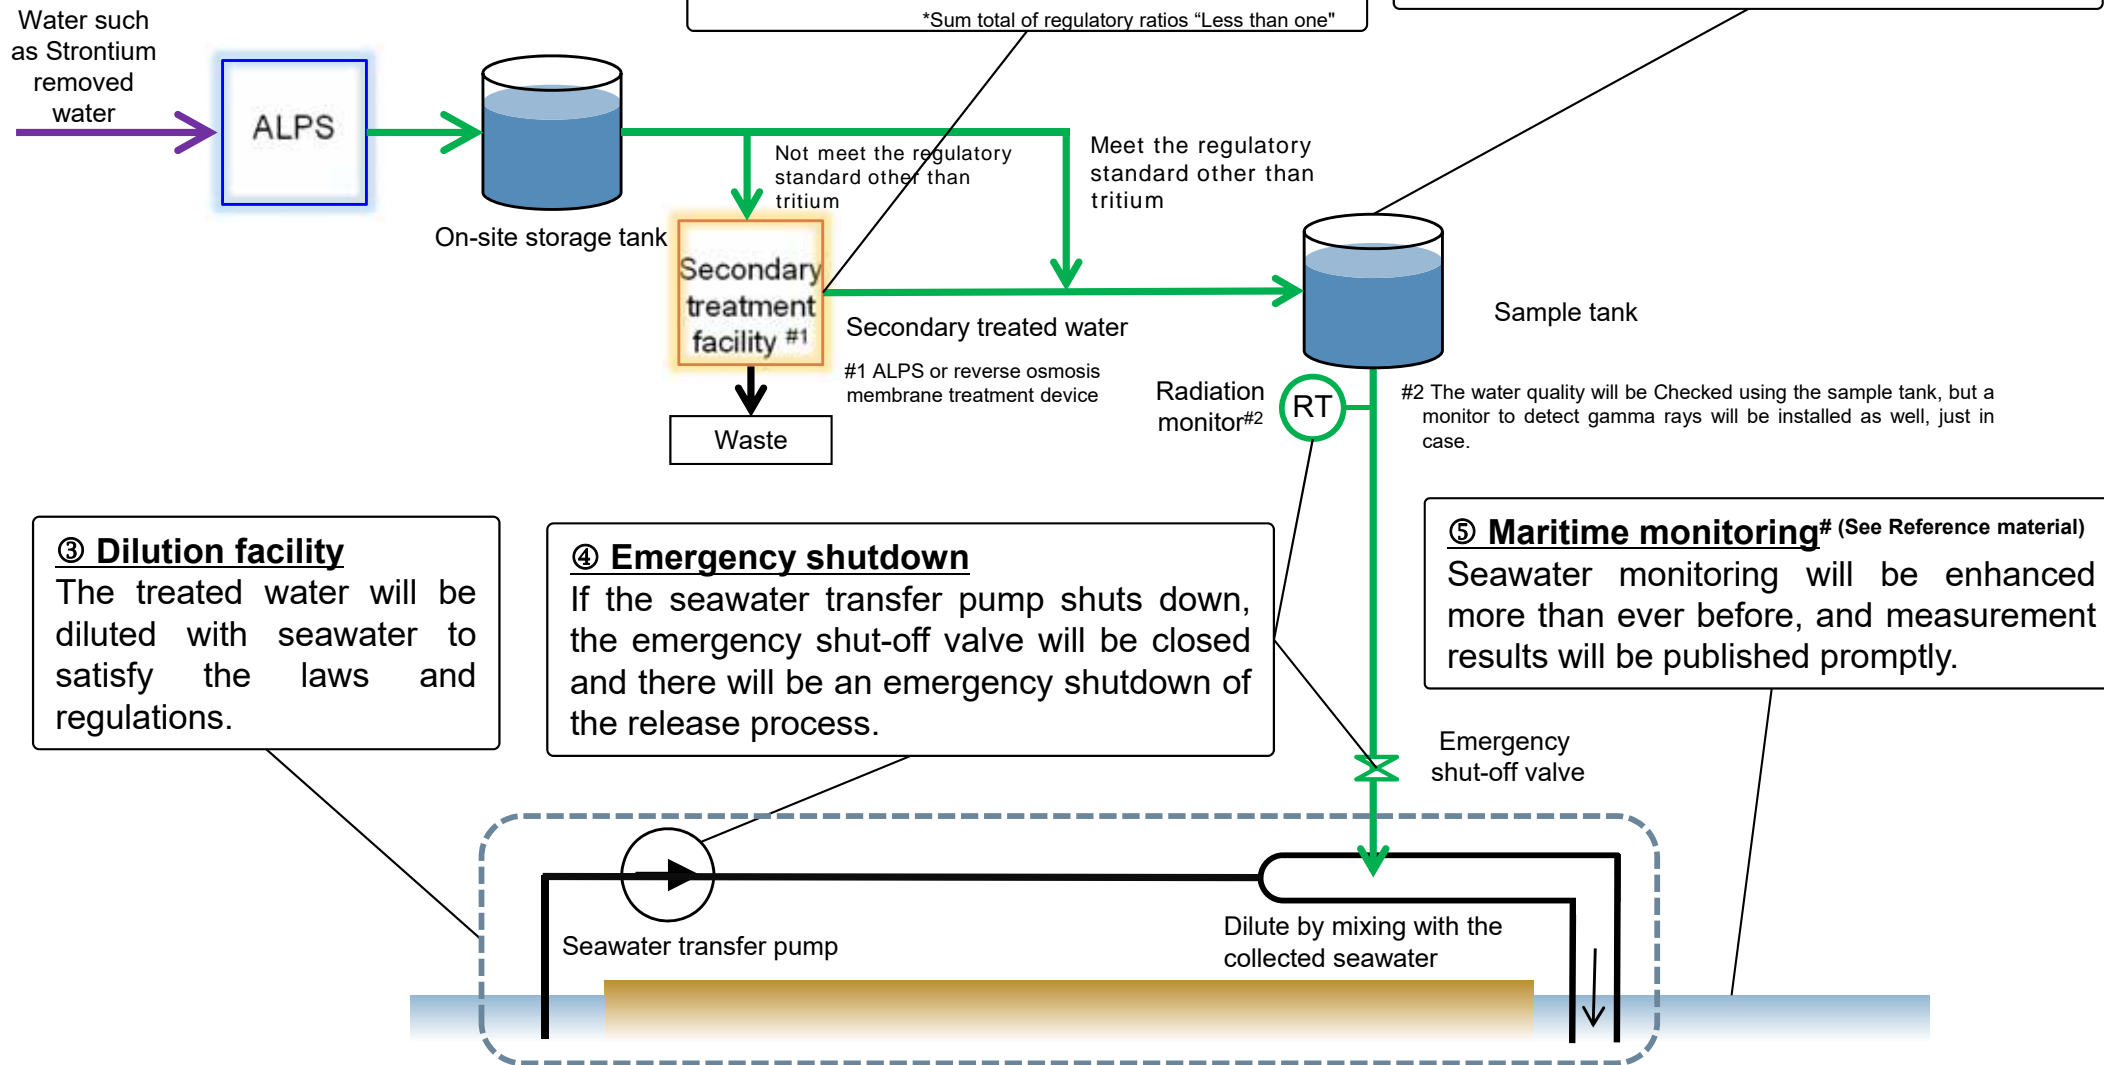 *Sum total of regulatory ratios “Less than one"
Water such
as Strontium
removed
water
ALPS
On-site storage tank
Not meet the regulatory
standard other than
tritium
Meet the regulatory
standard other than
tritium
Secondary
treatment
facility #1
Secondary treated water
#1 ALPS or reverse osmosis
membrane treatment device
Waste
Sample tank
Radiation
monitor#2
RT
#2 The water quality will be Checked using the sample tank, but a
monitor to detect gamma rays will be installed as well, just in
case.
③ Dilution facility
The treated water will be
diluted with seawater to
satisfy the laws and
regulations.
④ Emergency shutdown
If the seawater transfer pump shuts down,
the emergency shut-off valve will be closed
and there will be an emergency shutdown of
the release process.
⑤ Maritime monitoring# (See Reference material)
Seawater monitoring will be enhanced
more than ever before, and measurement
results will be published promptly.
Emergency
shut-off valve
Seawater transfer pump
Dilute by mixing with the
collected seawater